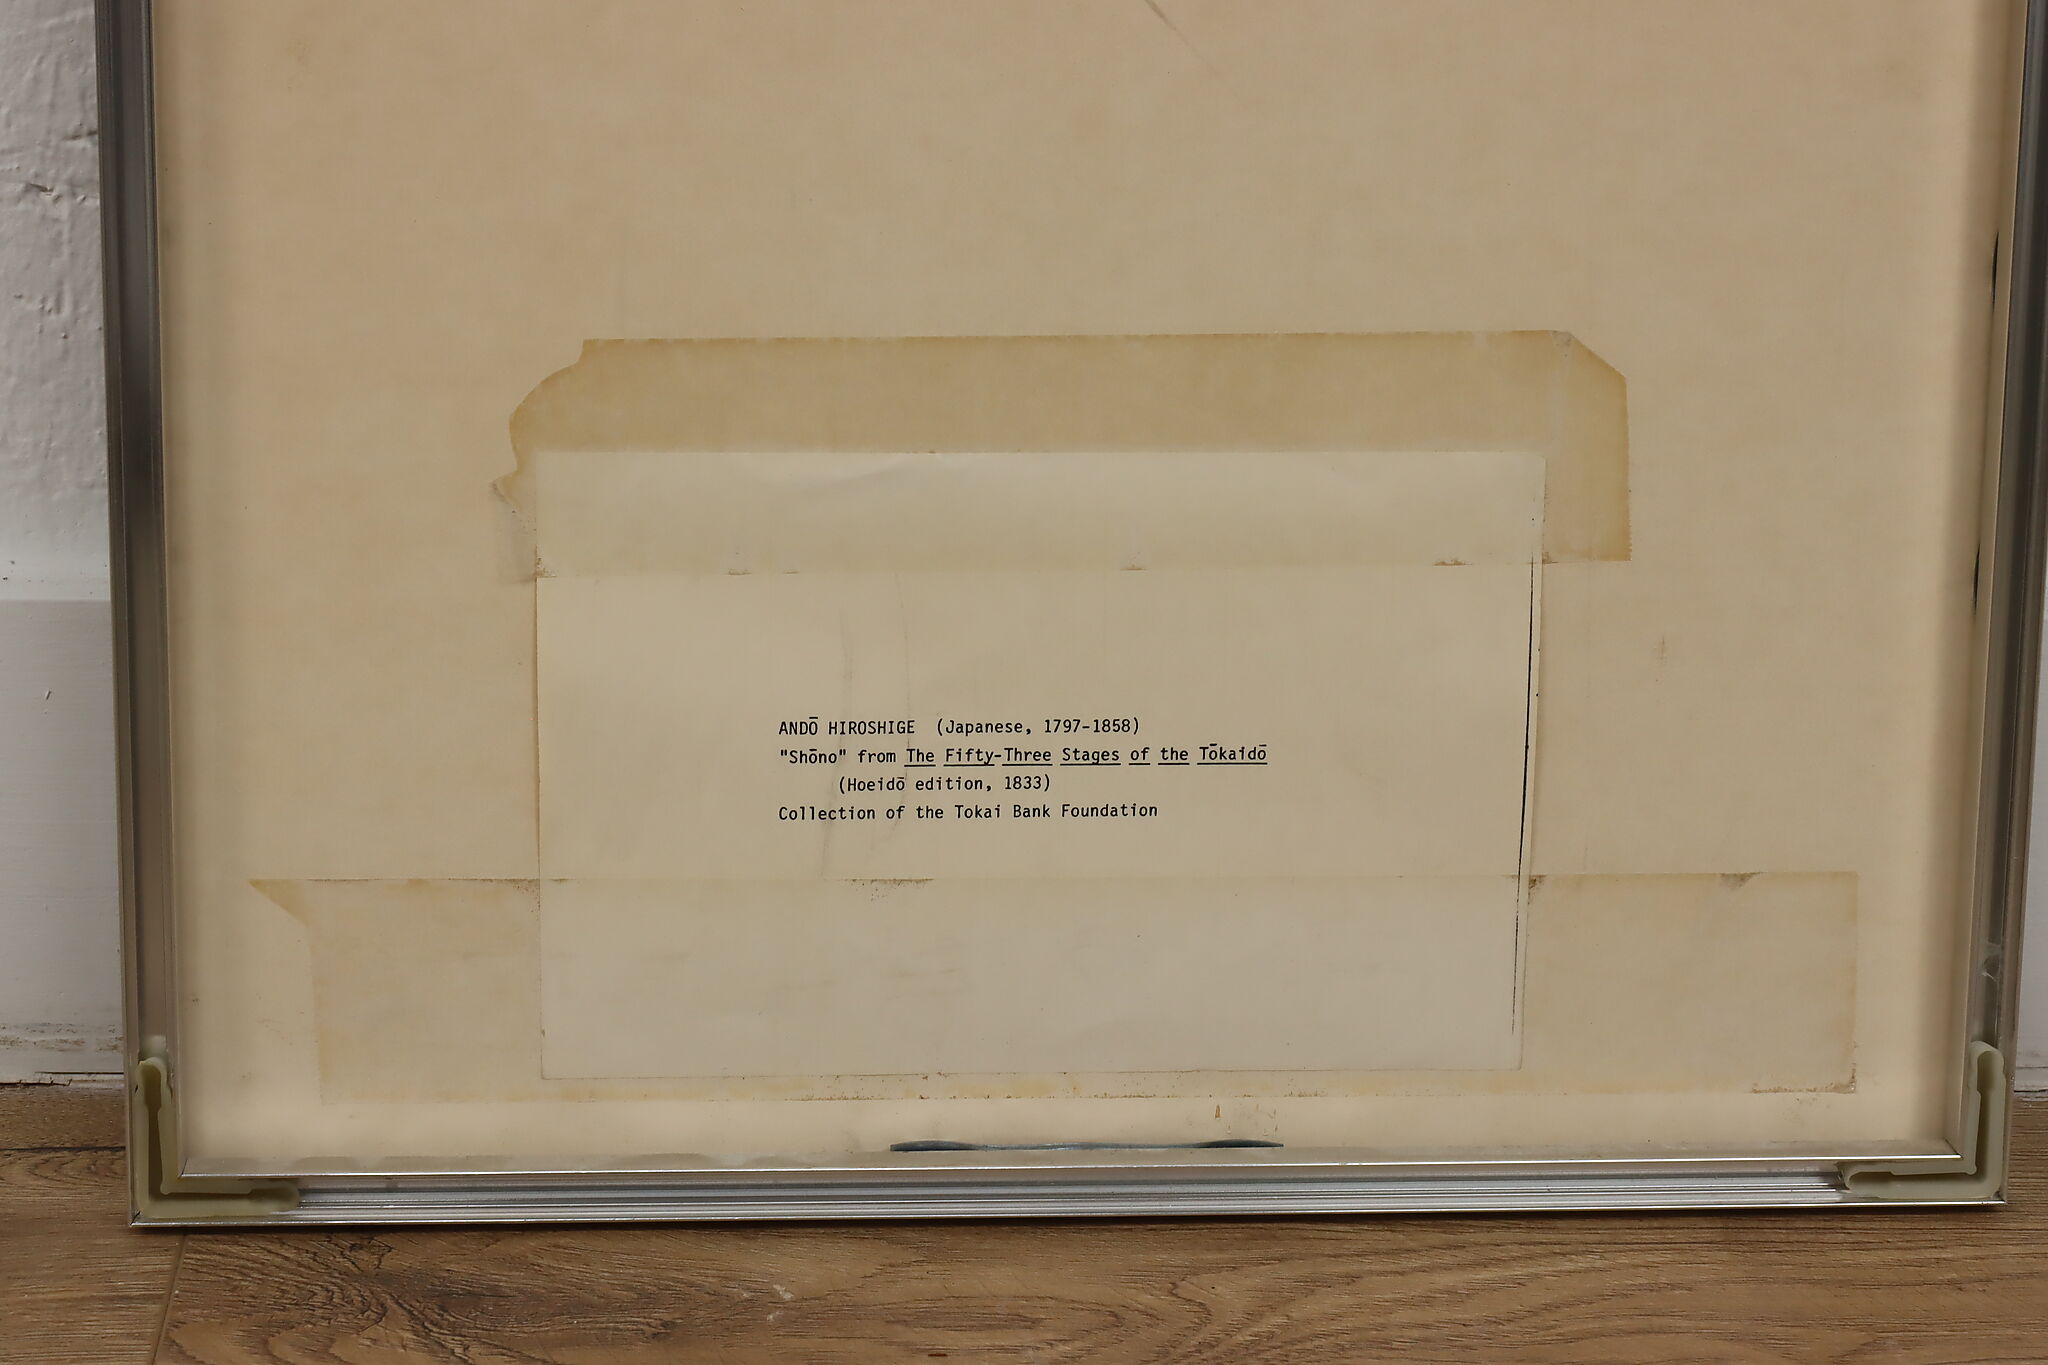 ANDŌ HIROSHIGE (Japanese, 1797-1858)
"Shōno" from The Fifty-Three Stages of the Tōkaidō
(Hoeidō edition, 1833)
Collection of the Tokai Bank Foundation